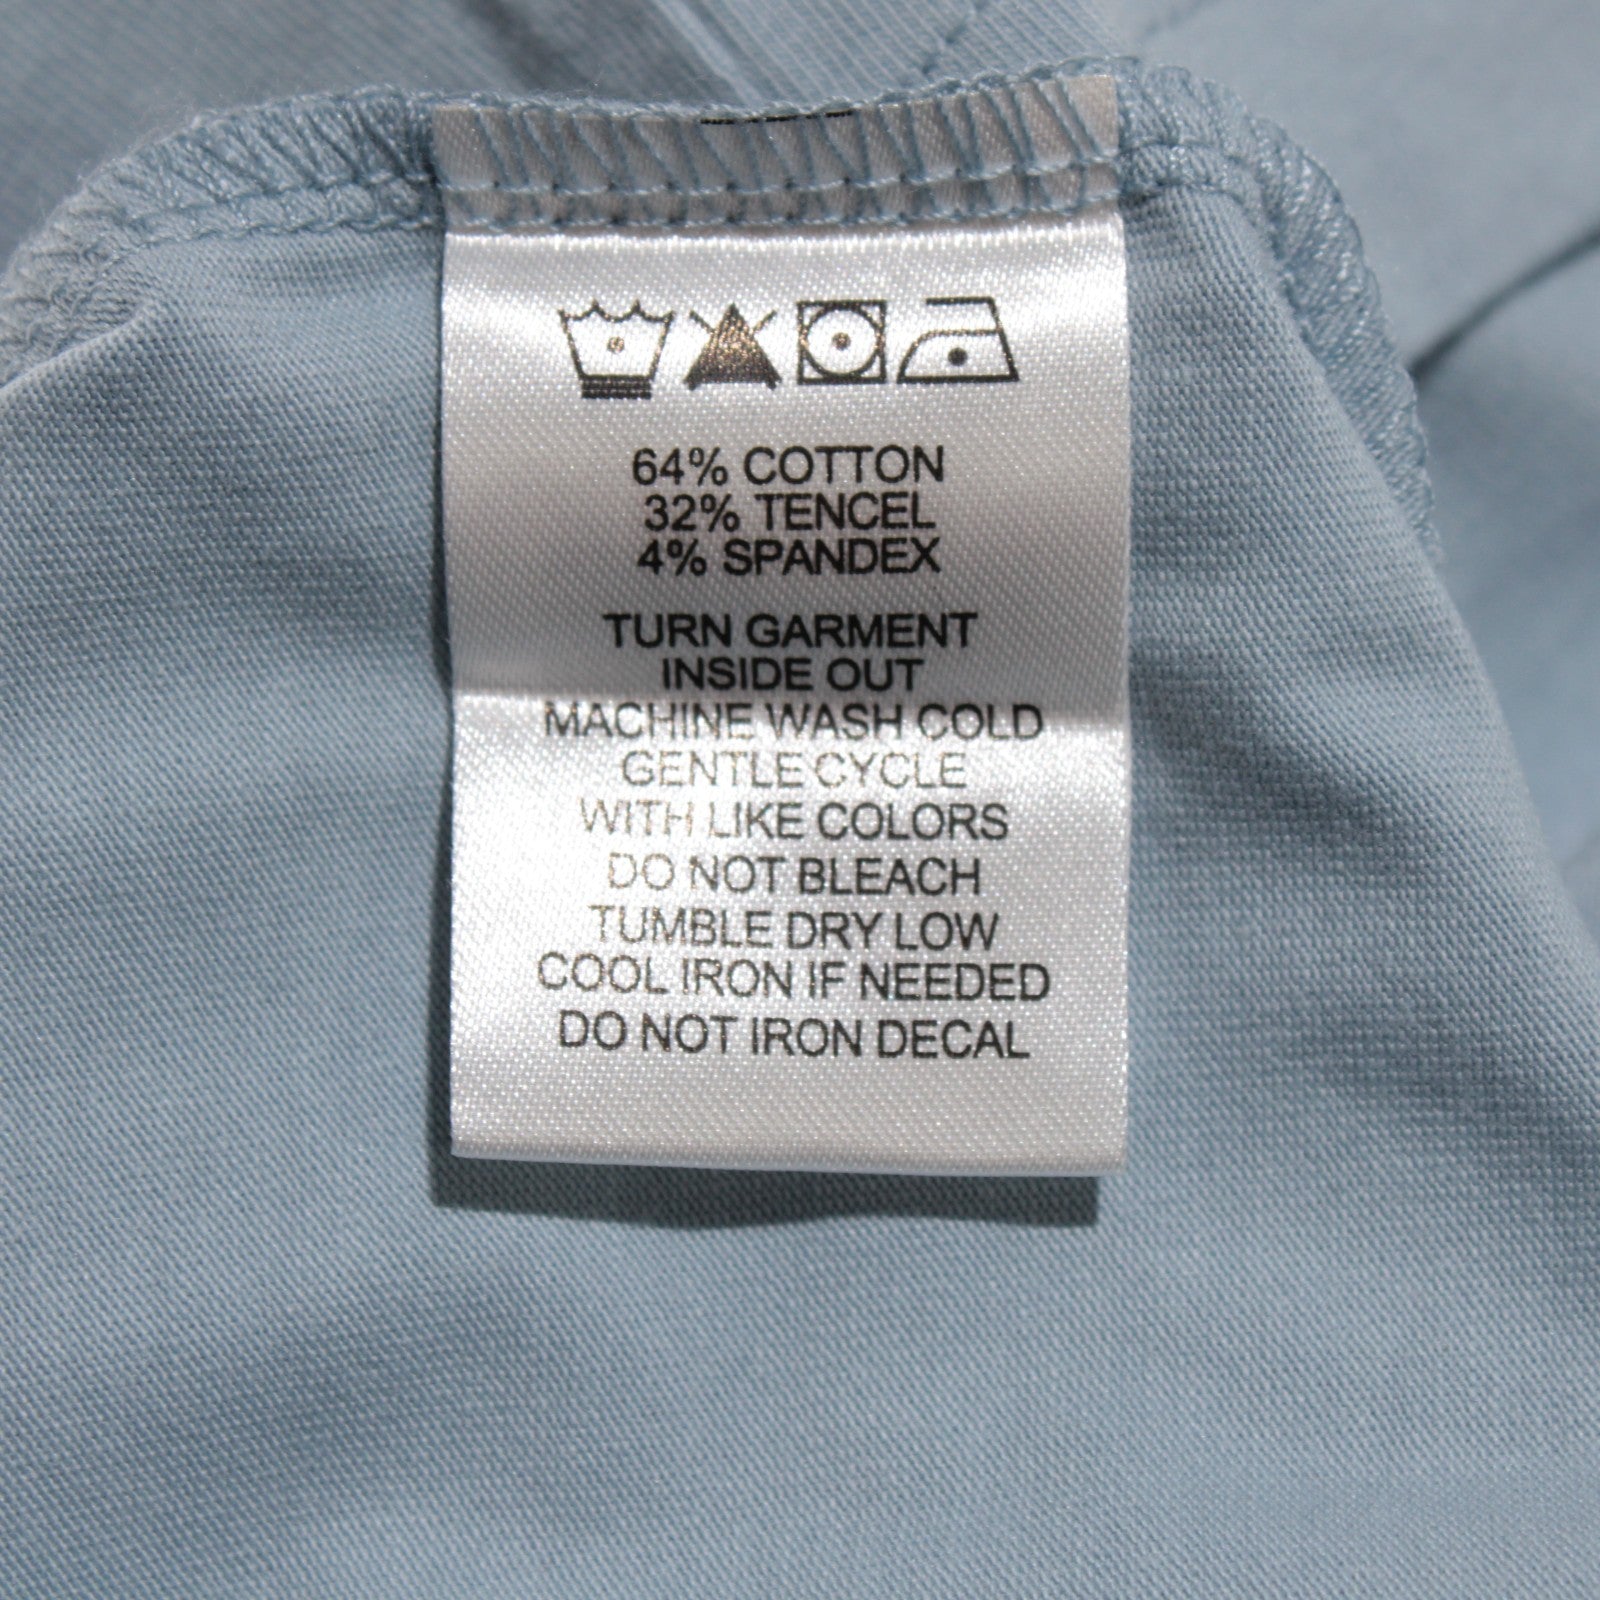 64% COTTON
32% TENCEL
4% SPANDEX
TURN GARMENT
INSIDE OUT
MACHINE WASH COLD
GENTLE CYCLE
WITH LIKE COLORS
DO NOT BLEACH
TUMBLE DRY LOW
COOL IRON IF NEEDED
DO NOT IRON DECAL